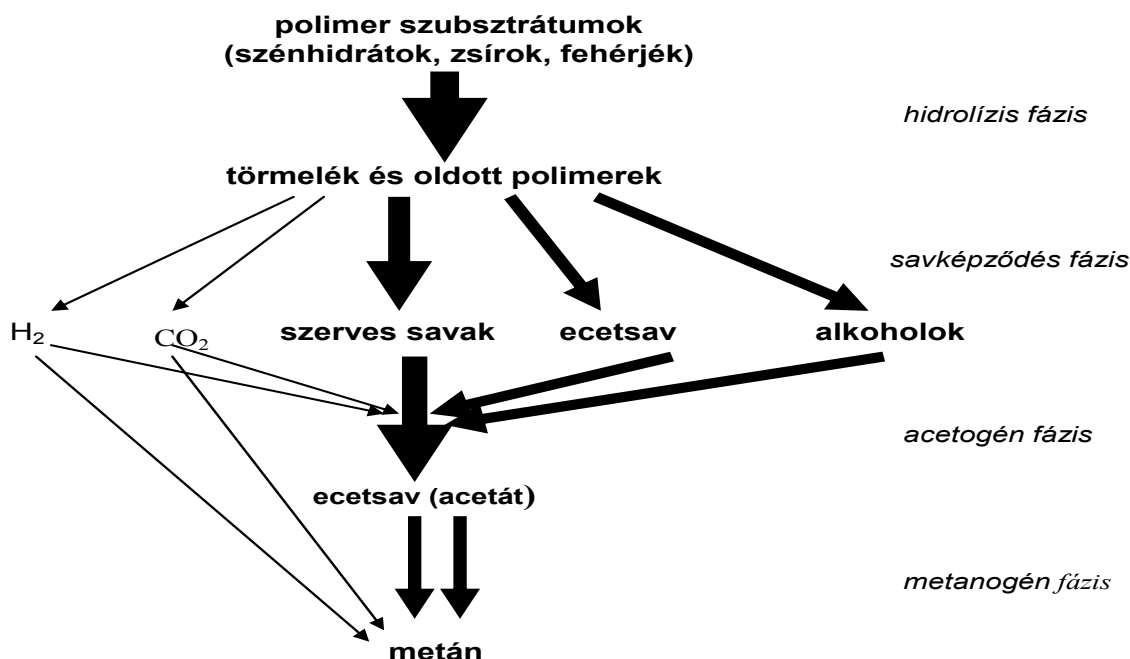 polimer szubsztrátumok
(szénhidrátok, zsírok, fehérjék)
hidrolízis fázis
törmelék és oldott polimerek
savképződés fázis
H₂ CO₂ szerves savak ecetsav alkoholok
acetogén fázis
ecetsav (acetát)
metanogén fázis
metán